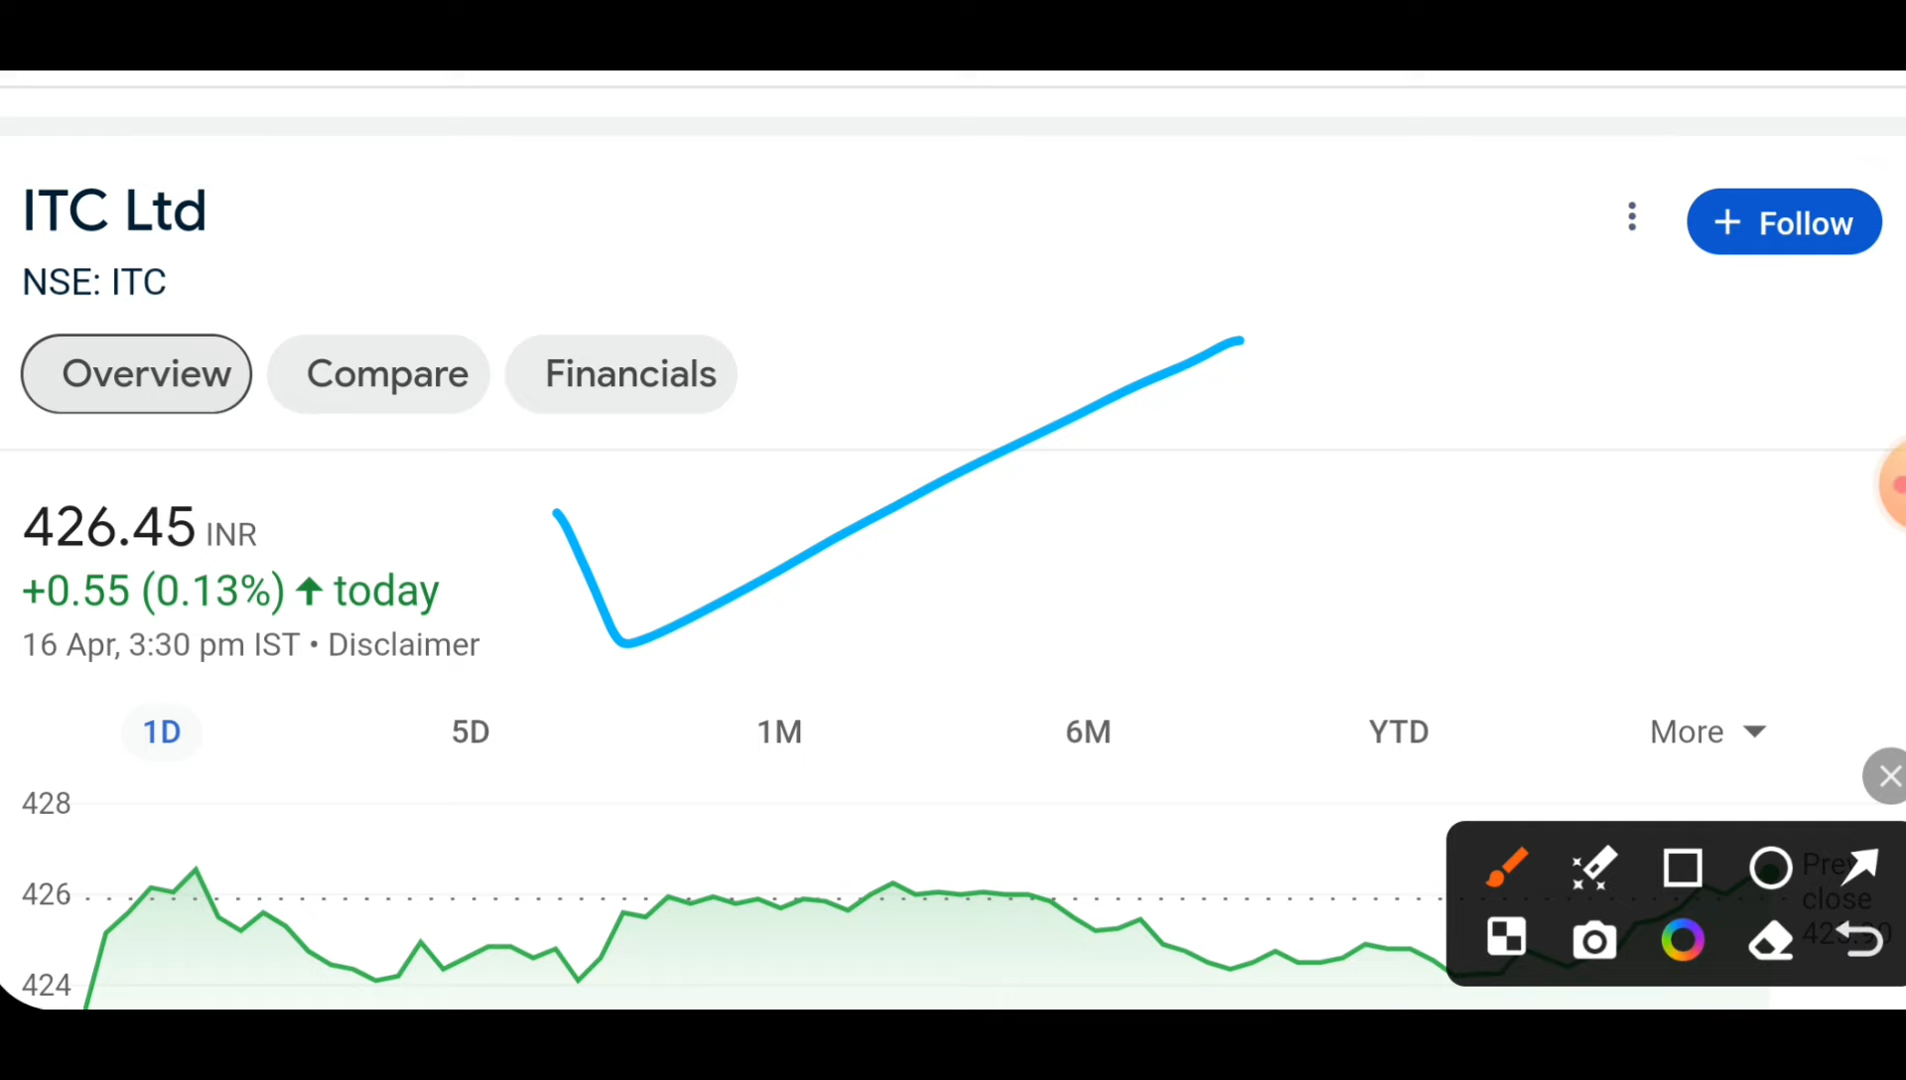 ITC Ltd
+ Follow
NSE: ITC
Overview Compare Financials
426.45 INR
+0.55 (0.13%) today
16 Apr, 3:30 pm IST • Disclaimer
1D 5D 1M 6M YTD More
428
426
424
close